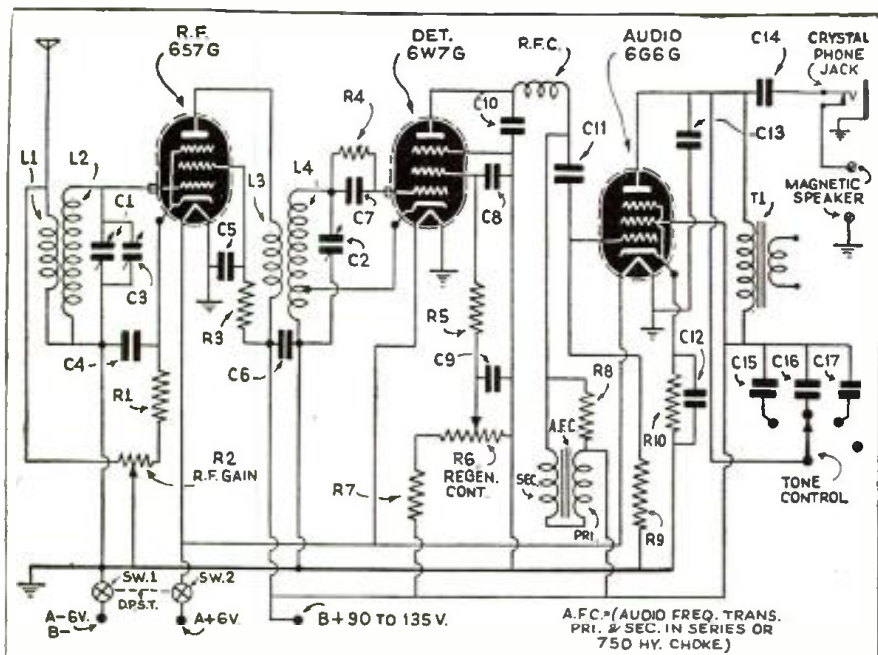 R.F.
6S7G
DET.
6W7G
R.F.C.
AUDIO
6G6G
C14
CRYSTAL
PHONE
JACK
L1
L2
C1
C3
C4
R1
R2
R.F. GAIN
C5
R3
L3
L4
R4
C7
C2
C6
C10
C8
R5
C9
R6
REGEN.
CONT.
R7
C11
R8
A.F.C.
SEC.
PRI.
R9
R10
C12
C13
MAGNETIC
SPEAKER
T1
C15
C16
C17
TONE
CONTROL
SW.1
D.P.S.T.
SW.2
A-6V.
B-
A+6V.
B+90 TO 135 V.
A.F.C.=(AUDIO FREQ. TRANS.
PRI. & SEC. IN SERIES OR
750 HY. CHOKE)